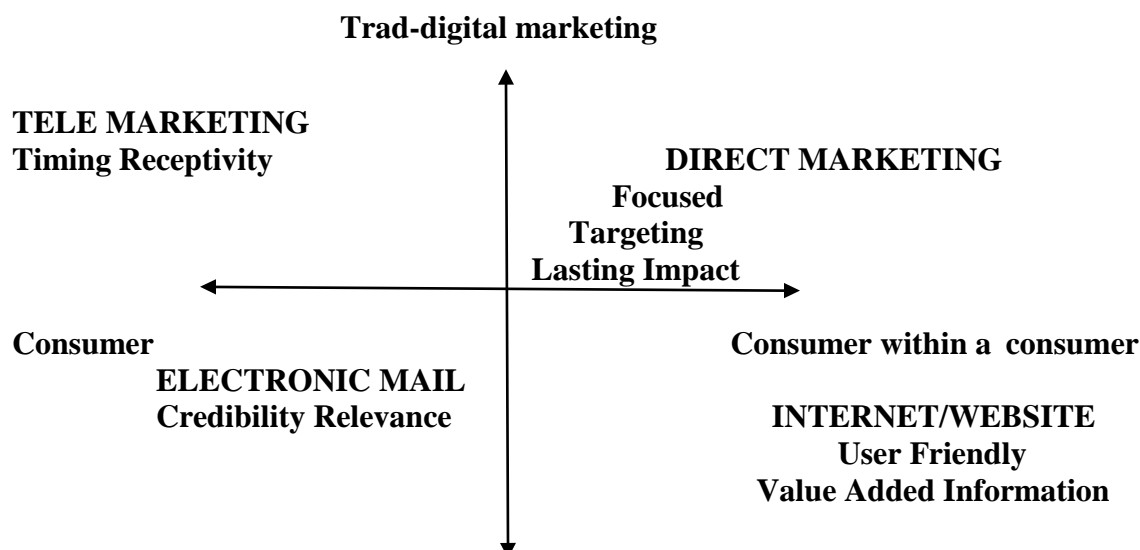 Trad-digital marketing
TELE MARKETING
Timing Receptivity
DIRECT MARKETING
Focused
Targeting
Lasting Impact
Consumer
Consumer within a consumer
ELECTRONIC MAIL
Credibility Relevance
INTERNET/WEBSITE
User Friendly
Value Added Information